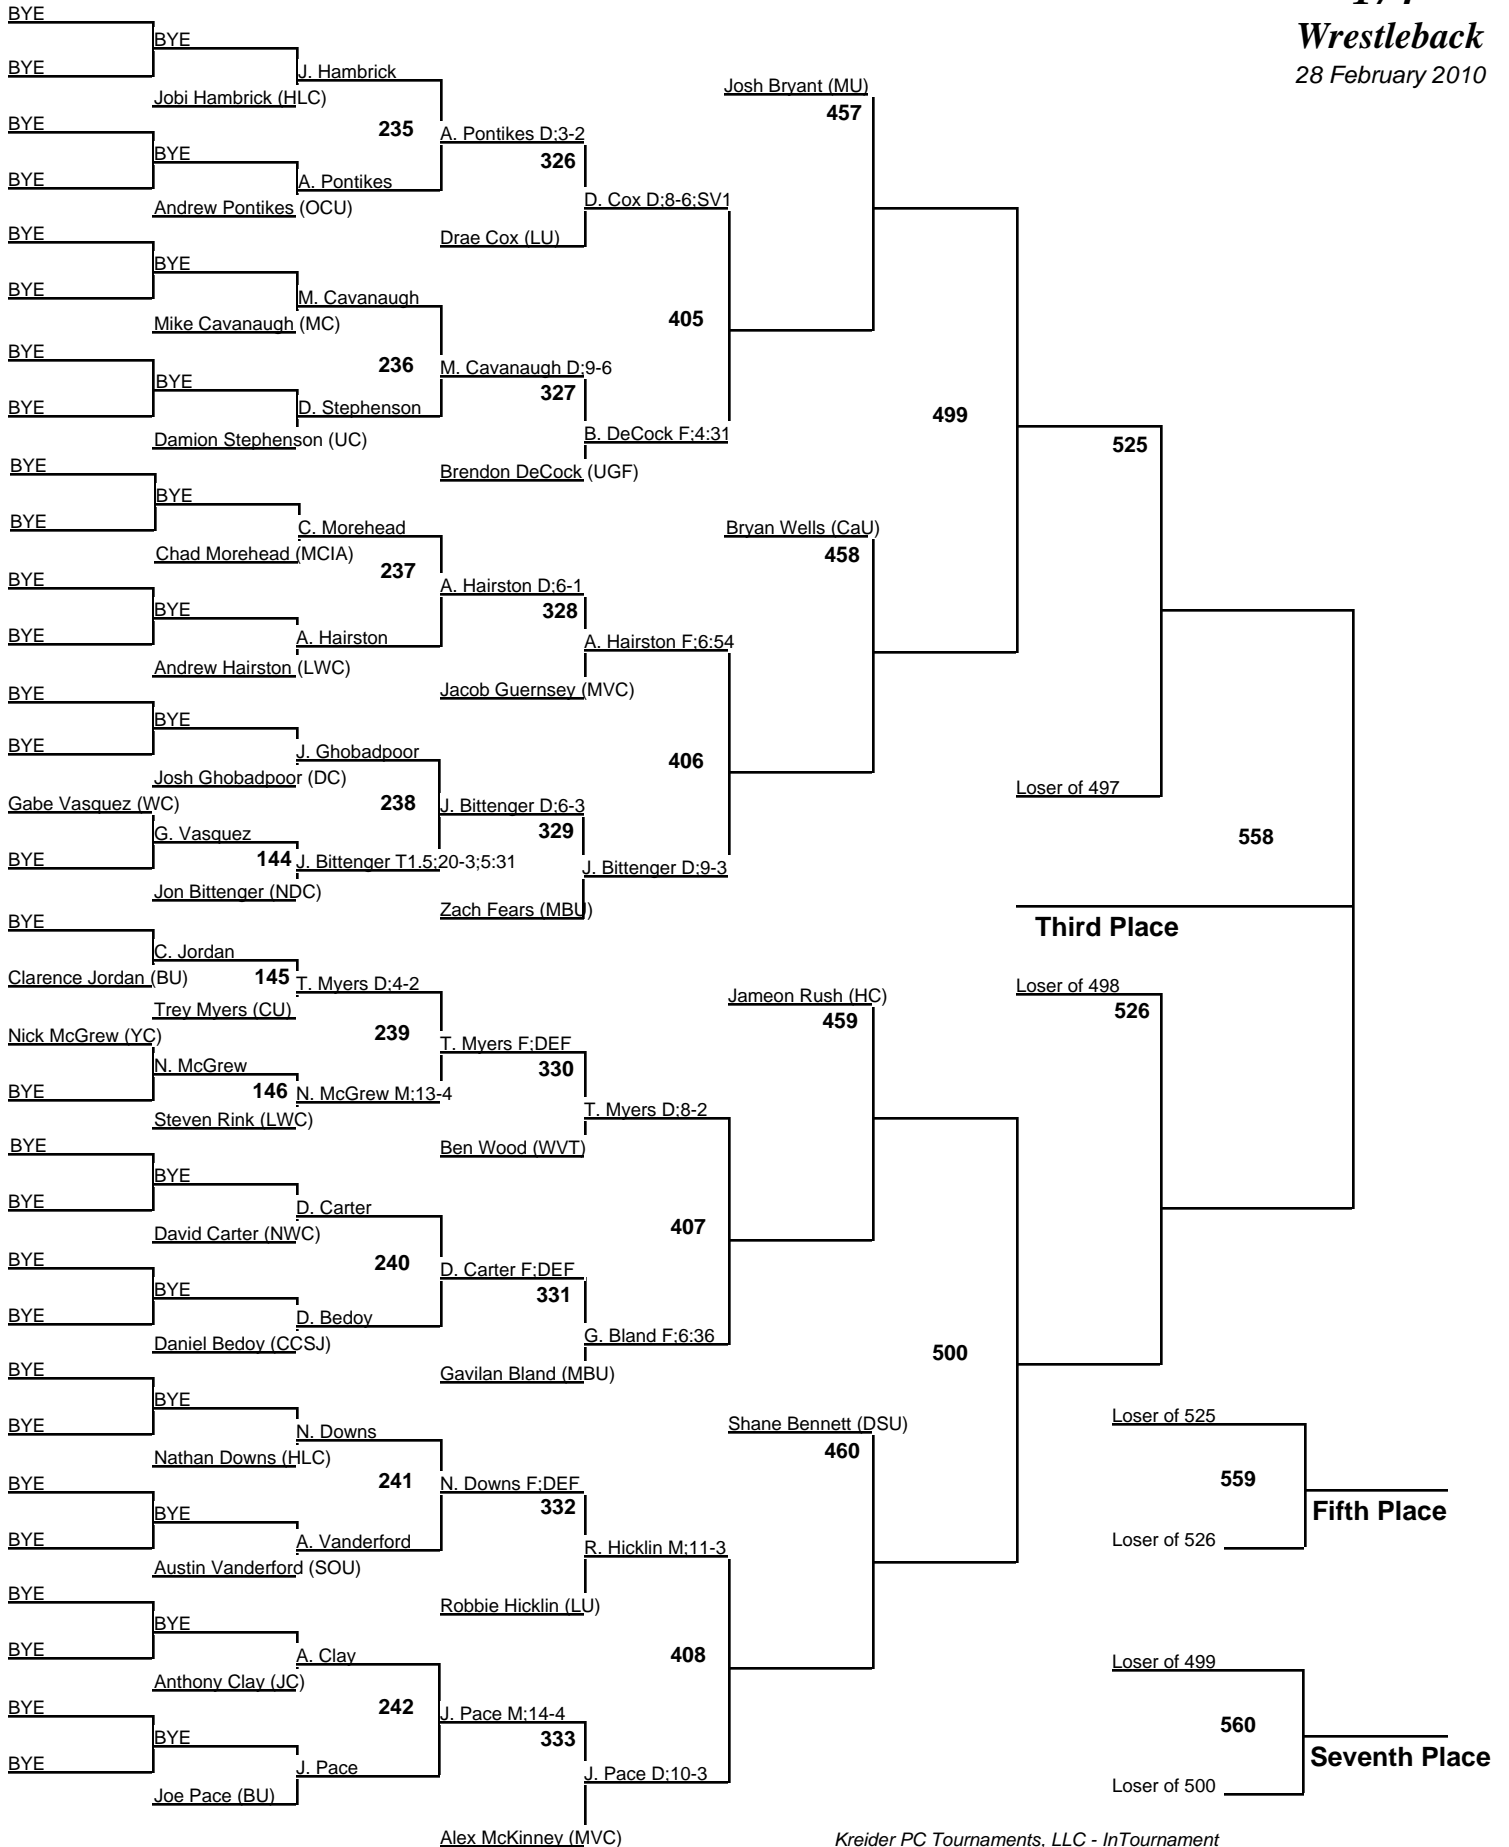 Wrestleback
28 February 2010
BYE
BYE
BYE
J. Hambrick
Jobi Hambrick (HLC)
235
BYE
BYE
BYE
A. Pontikes
Andrew Pontikes (OCU)
A. Pontikes D;3-2
326
D. Cox D;8-6;SV1
Drae Cox (LU)
Josh Bryant (MU)
457
BYE
BYE
BYE
M. Cavanaugh
Mike Cavanaugh (MC)
236
BYE
BYE
BYE
D. Stephenson
Damion Stephenson (UC)
M. Cavanaugh D;9-6
327
B. DeCock F;4:31
Brendon DeCock (UGF)
405
499
525
BYE
BYE
BYE
C. Morehead
Chad Morehead (MCIA)
237
BYE
BYE
BYE
A. Hairston
Andrew Hairston (LWC)
A. Hairston D;6-1
328
A. Hairston F;6:54
Jacob Guernsey (MVC)
Bryan Wells (CaU)
458
BYE
BYE
BYE
J. Ghobadpoor
Josh Ghobadpoor (DC)
238
Gabe Vasquez (WC)
G. Vasquez
BYE
144
J. Bittenger T1.5;20-3;5:31
Jon Bittenger (NDC)
J. Bittenger D;6-3
329
J. Bittenger D;9-3
Zach Fears (MBU)
406
Loser of 497
558
Third Place
BYE
C. Jordan
Clarence Jordan (BU)
145
T. Myers D;4-2
Trey Myers (CU)
239
Nick McGrew (YC)
N. McGrew
BYE
146
N. McGrew M;13-4
Steven Rink (LWC)
T. Myers F;DEF
330
T. Myers D;8-2
Ben Wood (WVT)
Jameon Rush (HC)
459
Loser of 498
526
BYE
BYE
BYE
D. Carter
David Carter (NWC)
240
BYE
BYE
BYE
D. Bedoy
Daniel Bedoy (CCSJ)
D. Carter F;DEF
331
G. Bland F;6:36
Gavilan Bland (MBU)
407
500
BYE
BYE
BYE
N. Downs
Nathan Downs (HLC)
241
BYE
BYE
BYE
A. Vanderford
Austin Vanderford (SOU)
N. Downs F;DEF
332
R. Hicklin M;11-3
Robbie Hicklin (LU)
Shane Bennett (DSU)
460
Loser of 525
559
Loser of 526
Fifth Place
BYE
BYE
BYE
A. Clay
Anthony Clay (JC)
242
BYE
BYE
BYE
J. Pace
Joe Pace (BU)
J. Pace M;14-4
333
J. Pace D;10-3
Alex McKinney (MVC)
408
Loser of 499
560
Loser of 500
Seventh Place
Kreider PC Tournaments, LLC - InTournament